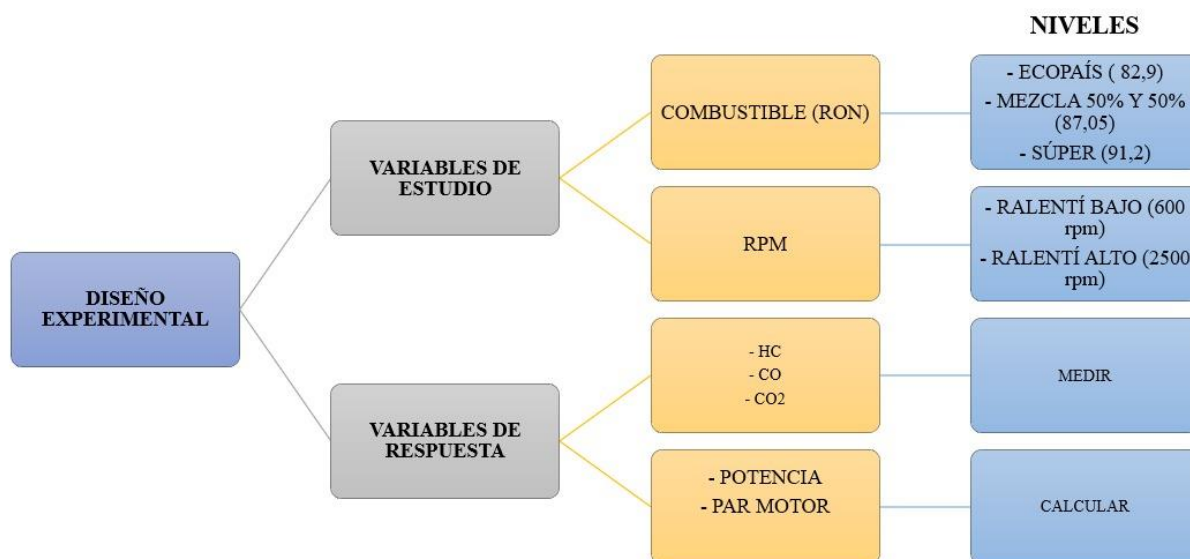 NIVELES
DISEÑO
EXPERIMENTAL
VARIABLES DE
ESTUDIO
COMBUSTIBLE (RON)
- ECOPAÍS ( 82,9)
- MEZCLA 50% Y 50%
(87,05)
- SÚPER (91,2)
RPM
- RALENTÍ BAJO (600
rpm)
- RALENTÍ ALTO (2500
rpm)
VARIABLES DE
RESPUESTA
- HC
- CO
- CO2
MEDIR
- POTENCIA
- PAR MOTOR
CALCULAR